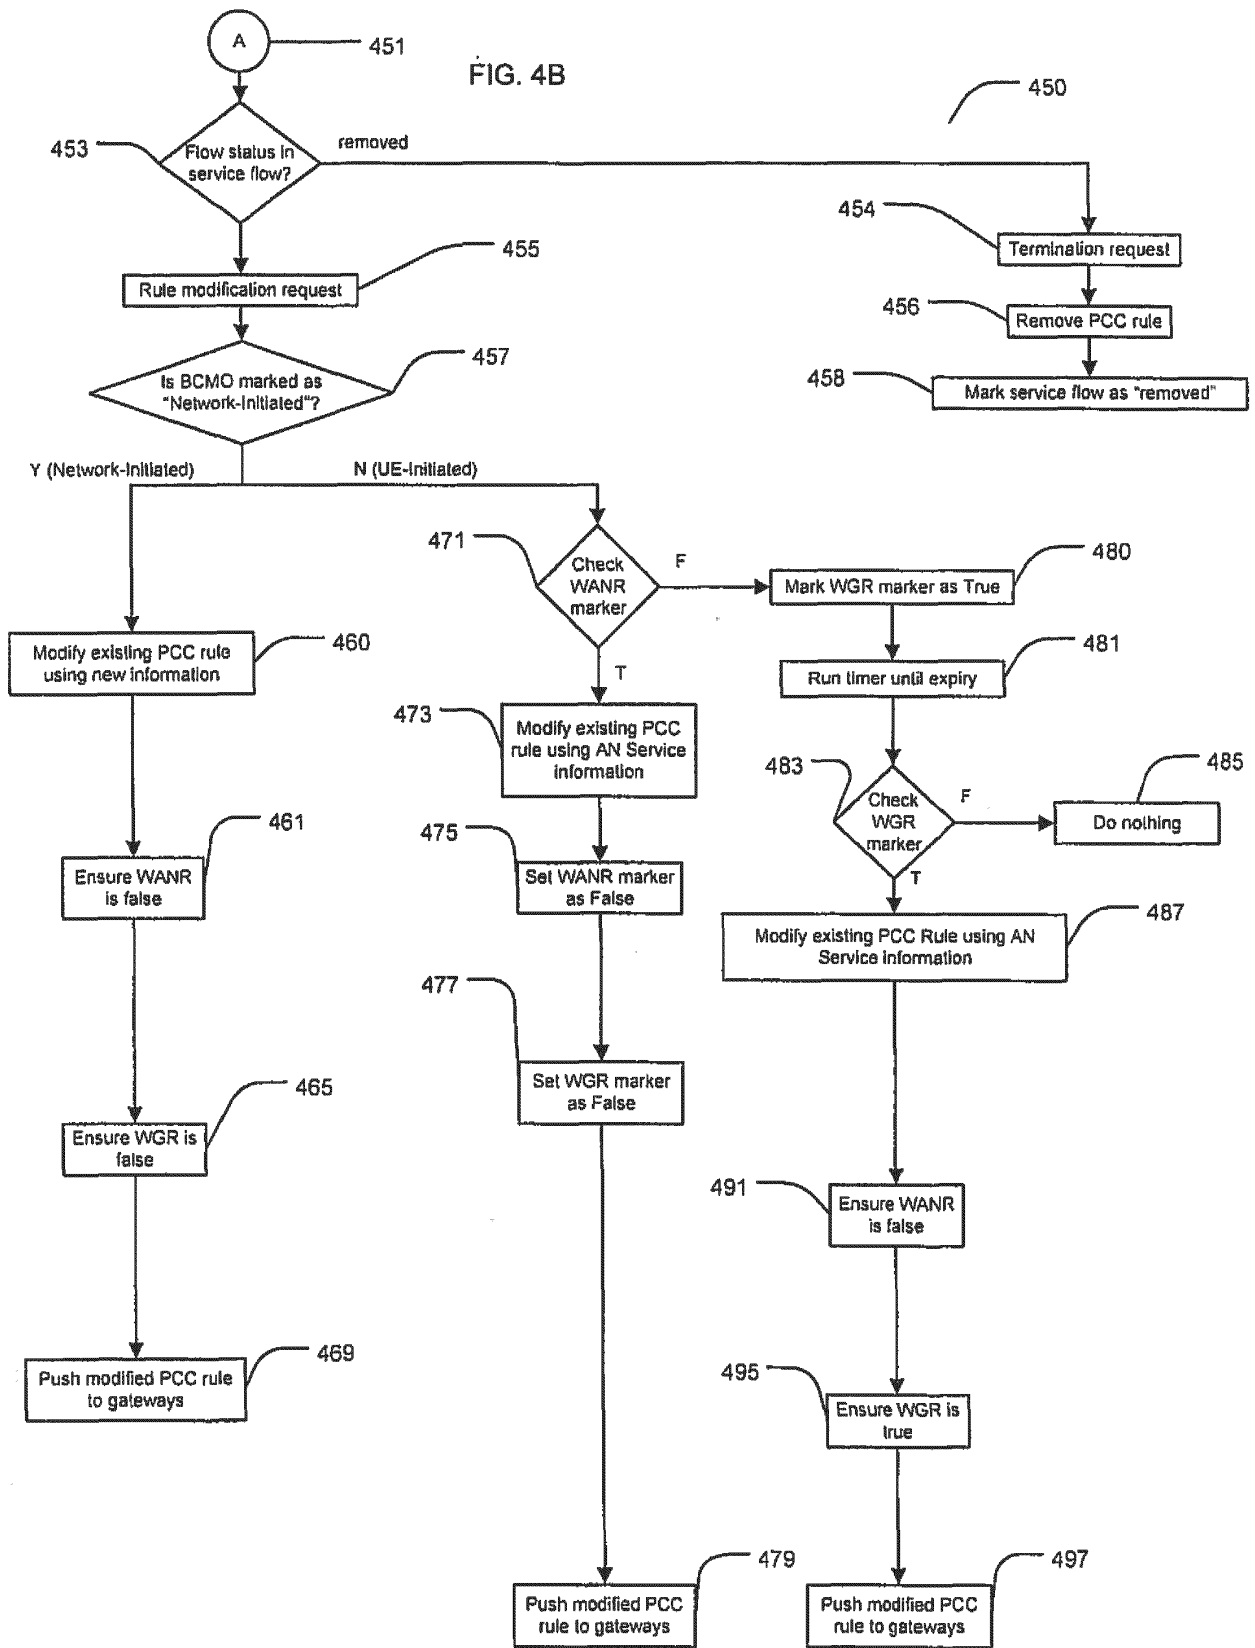 A
451
FIG. 4B
450
453
Flow status in
service flow?
removed
454
Termination request
455
Rule modification request
456
Remove PCC rule
457
Is BCMO marked as
"Network-Initiated"?
458
Mark service flow as "removed"
Y (Network-Initiated)
N (UE-Initiated)
471
Check
WANR
marker
F
480
Mark WGR marker as True
460
Modify existing PCC rule
using new information
T
481
Run timer until expiry
473
Modify existing PCC
rule using AN Service
information
483
Check
WGR
marker
F
485
Do nothing
T
461
Ensure WANR
is false
475
Set WANR marker
as False
487
Modify existing PCC Rule using AN
Service information
477
Set WGR marker
as False
465
Ensure WGR is
false
491
Ensure WANR
is false
469
Push modified PCC rule
to gateways
495
Ensure WGR is
true
479
Push modified PCC
rule to gateways
497
Push modified PCC
rule to gateways